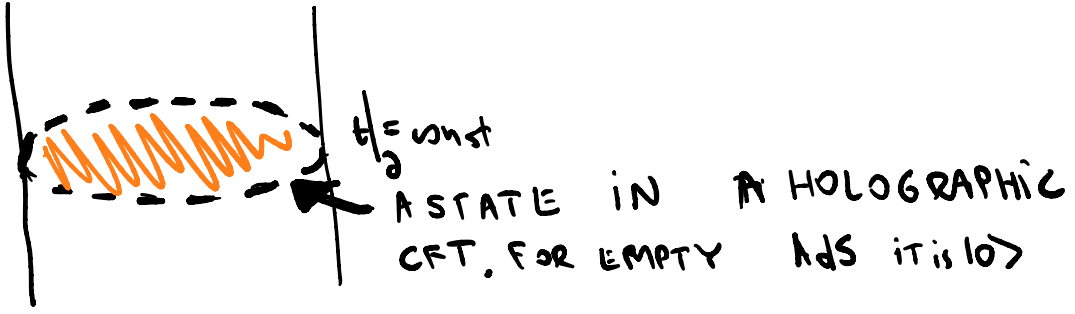 t|∂ = const
A STATE IN A HOLOGRAPHIC
CFT. FOR EMPTY AdS iT is |0>